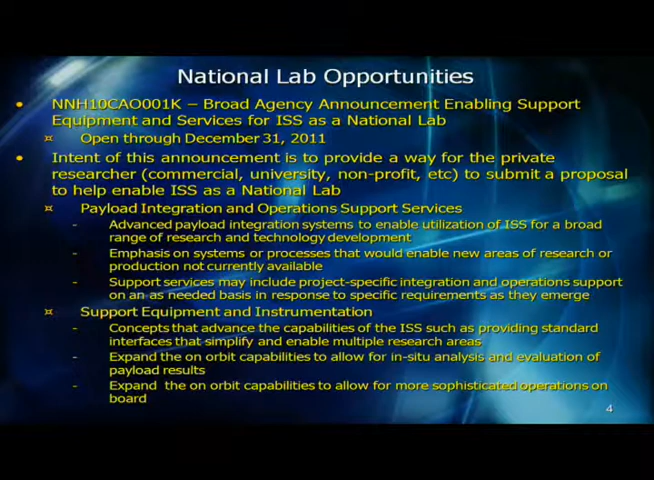 National Lab Opportunities
• NNH10CAO001K – Broad Agency Announcement Enabling Support
Equipment and Services for ISS as a National Lab
¤ Open through December 31, 2011
• Intent of this announcement is to provide a way for the private
researcher (commercial, university, non-profit, etc) to submit a proposal
to help enable ISS as a National Lab
¤ Payload Integration and Operations Support Services
- Advanced payload integration systems to enable utilization of ISS for a broad
range of research and technology development
- Emphasis on systems or processes that would enable new areas of research or
production not currently available
- Support services may include project-specific integration and operations support
on an as needed basis in response to specific requirements as they emerge
¤ Support Equipment and Instrumentation
- Concepts that advance the capabilities of the ISS such as providing standard
interfaces that simplify and enable multiple research areas
- Expand the on orbit capabilities to allow for in-situ analysis and evaluation of
payload results
- Expand the on orbit capabilities to allow for more sophisticated operations on
board
4